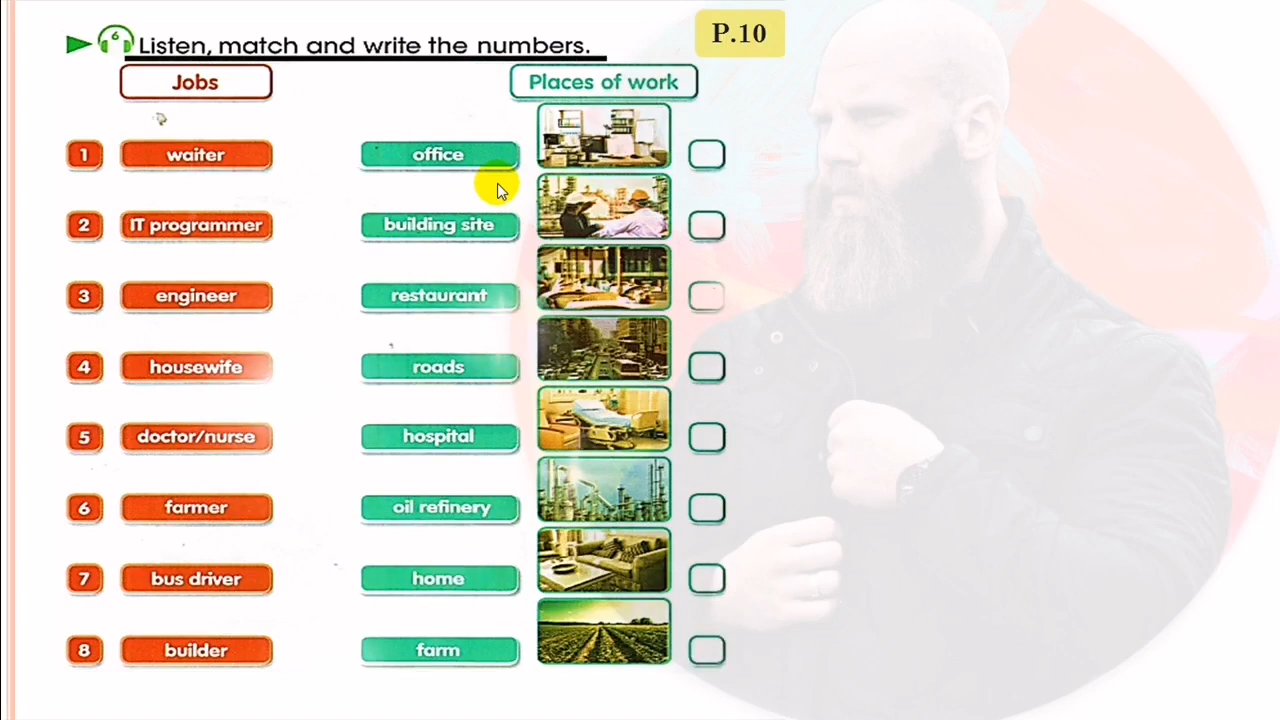 6 Listen, match and write the numbers.
P.10
Jobs Places of work
1 waiter office
2 IT programmer building site
3 engineer restaurant
4 housewife roads
5 doctor/nurse hospital
6 farmer oil refinery
7 bus driver home
8 builder farm